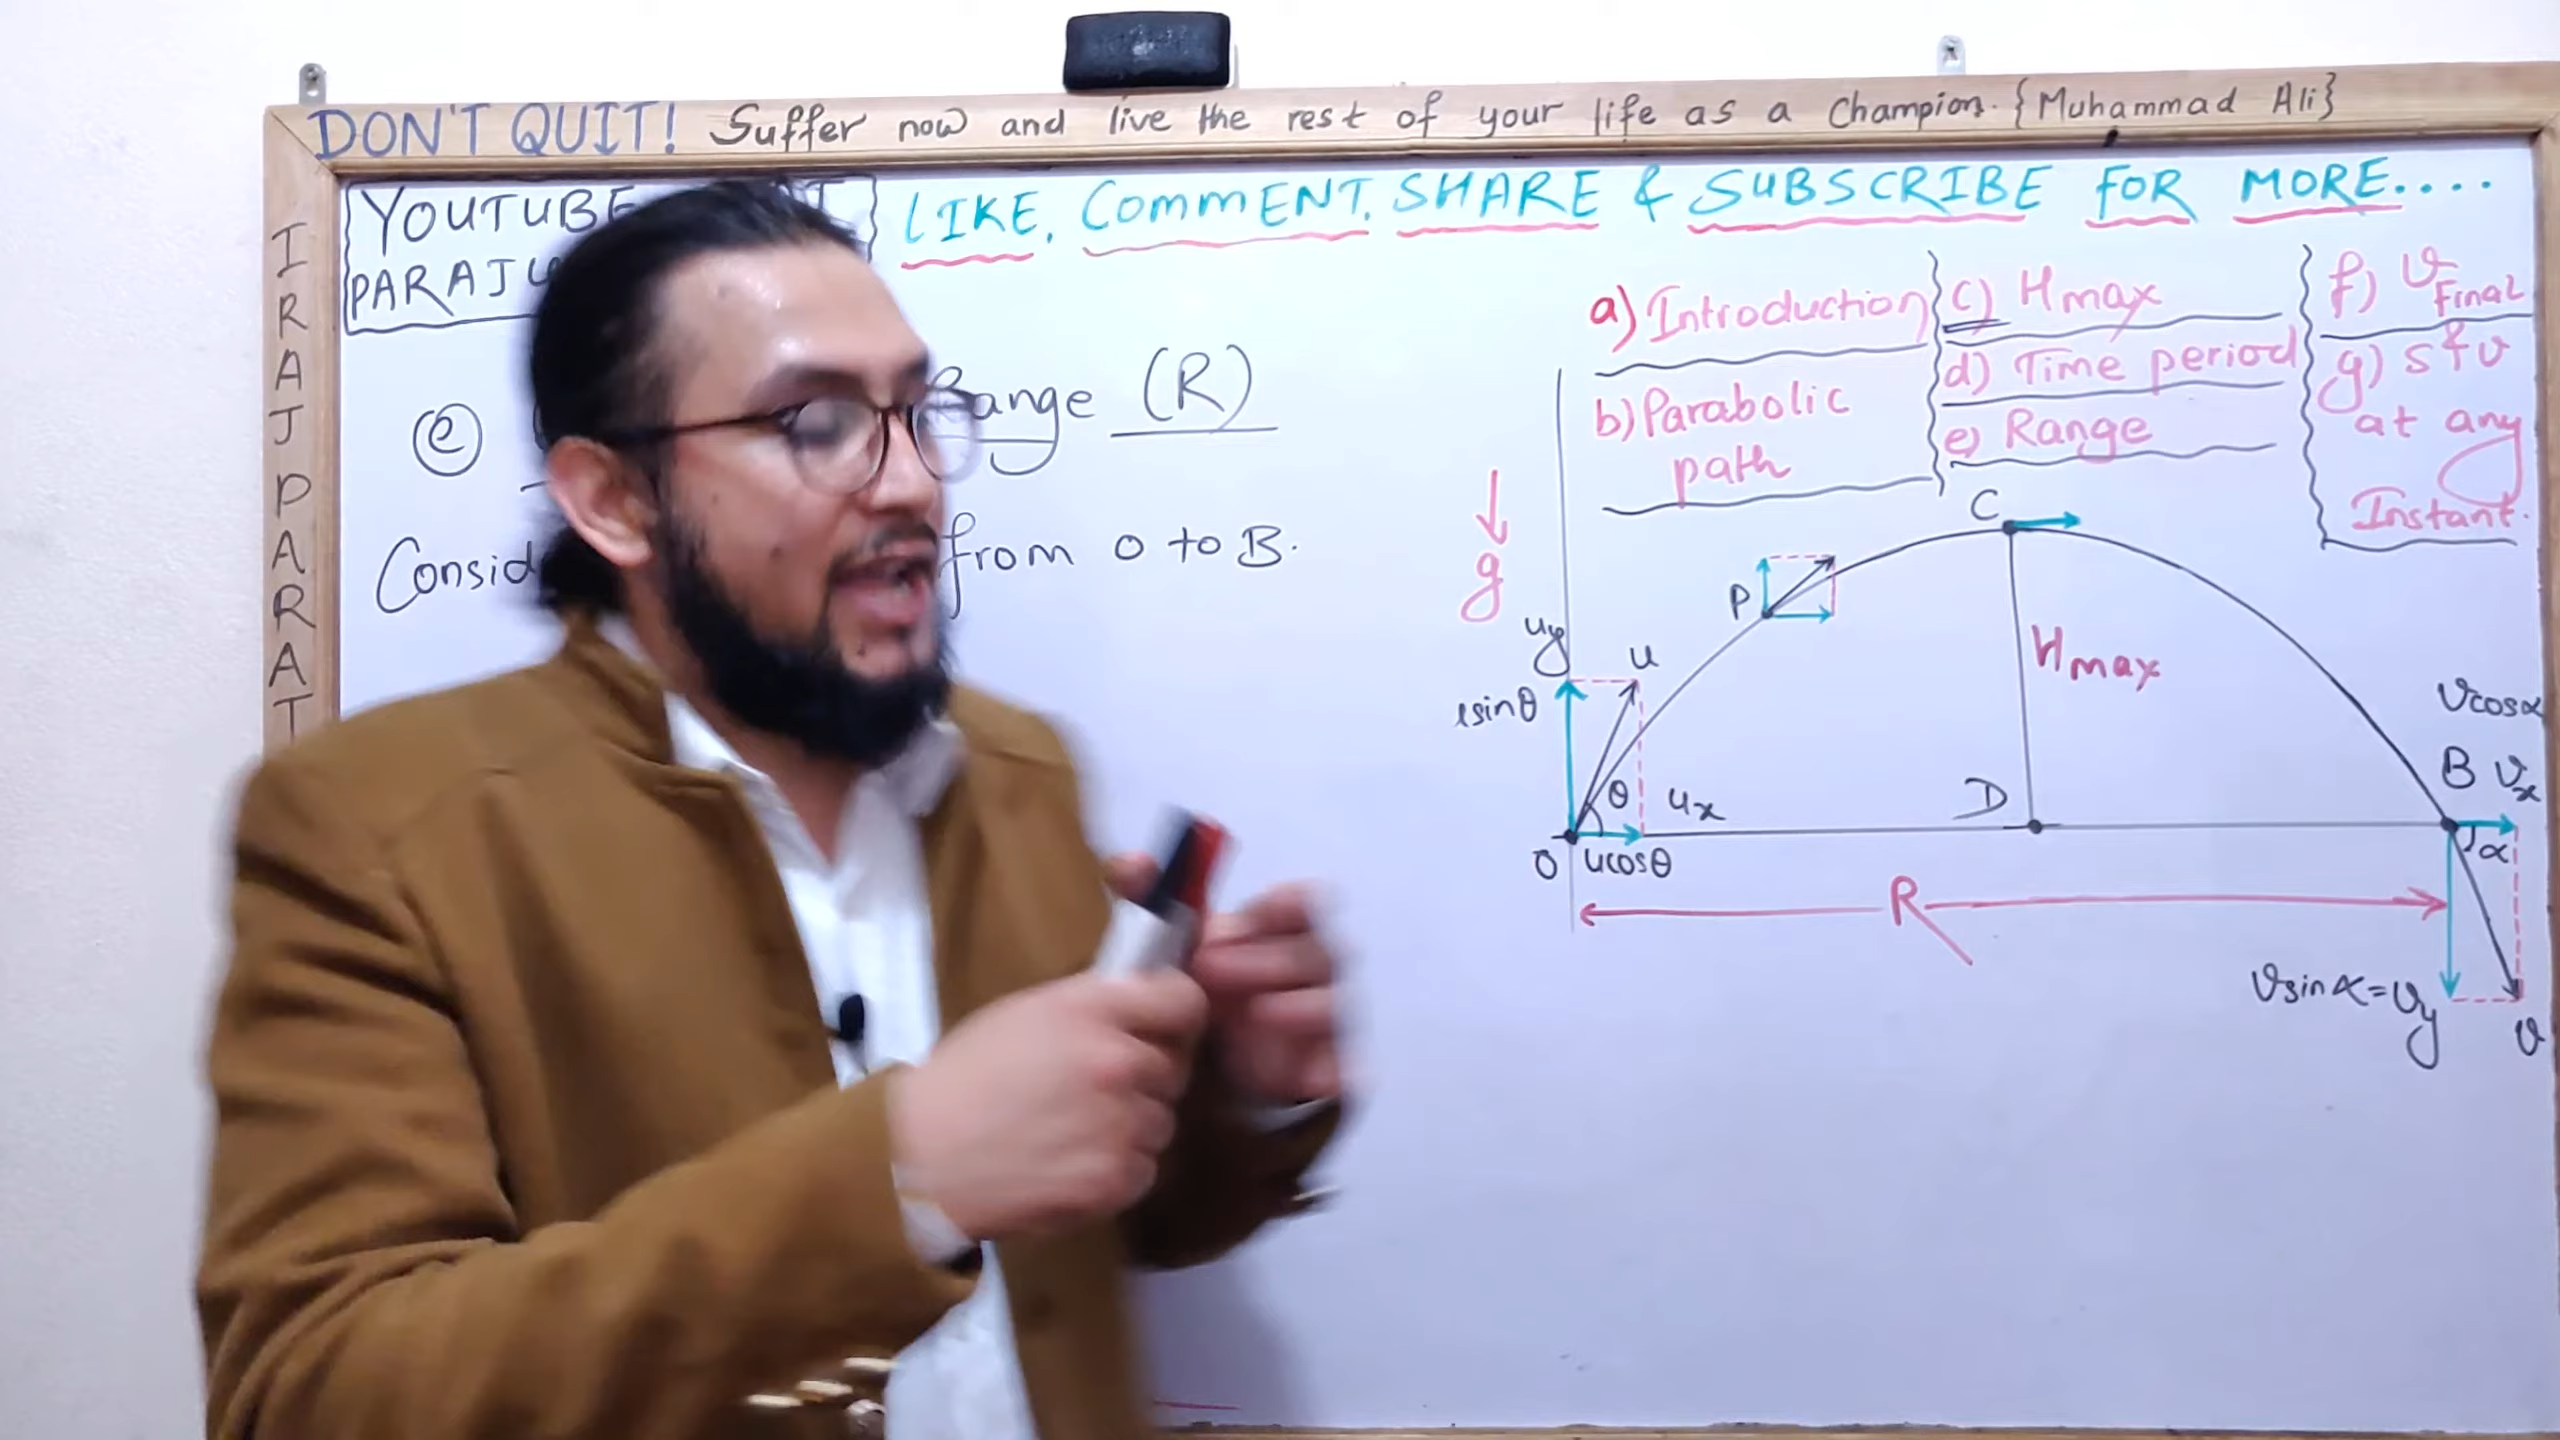 DON'T QUIT! Suffer now and live the rest of your life as a Champion. {Muhammad Ali}
IRAJ PARAT
YOUTUBE
PARAJU
LIKE, COMMENT, SHARE & SUBSCRIBE FOR MORE....
a) Introduction
b) Parabolic
path
c) Hmax
d) Time period
e) Range
f) vFinal
g) s & v
at any
Instant.
e Range (R)
Consid from O to B.
g
C
P
Hmax
uy
u
usinθ
θ
ux
D
O
ucosθ
vcosα
B vx
α
R
vsinα=vy
v